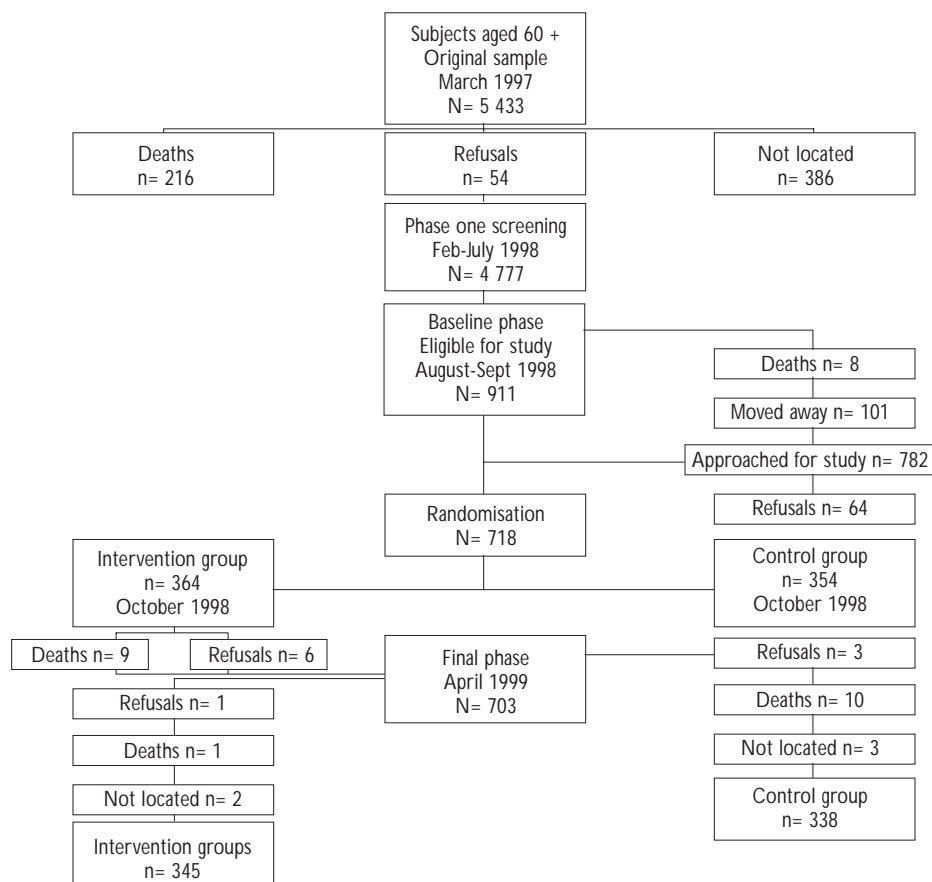 Subjects aged 60 +
Original sample
March 1997
N= 5 433
Deaths
n= 216
Refusals
n= 54
Not located
n= 386
Phase one screening
Feb-July 1998
N= 4 777
Baseline phase
Eligible for study
August-Sept 1998
N= 911
Deaths n= 8
Moved away n= 101
Approached for study n= 782
Refusals n= 64
Randomisation
N= 718
Intervention group
n= 364
October 1998
Control group
n= 354
October 1998
Deaths n= 9
Refusals n= 6
Final phase
April 1999
N= 703
Refusals n= 3
Refusals n= 1
Deaths n= 10
Deaths n= 1
Not located n= 3
Not located n= 2
Control group
n= 338
Intervention groups
n= 345